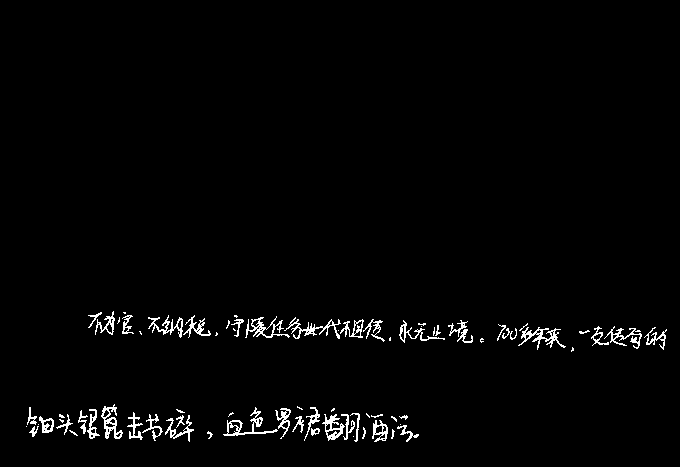 不为官、不纳税，守陵任务世代相传，永无止境。700多年来，一支传奇的
钿头银篦击节碎，血色罗裙翻酒污。